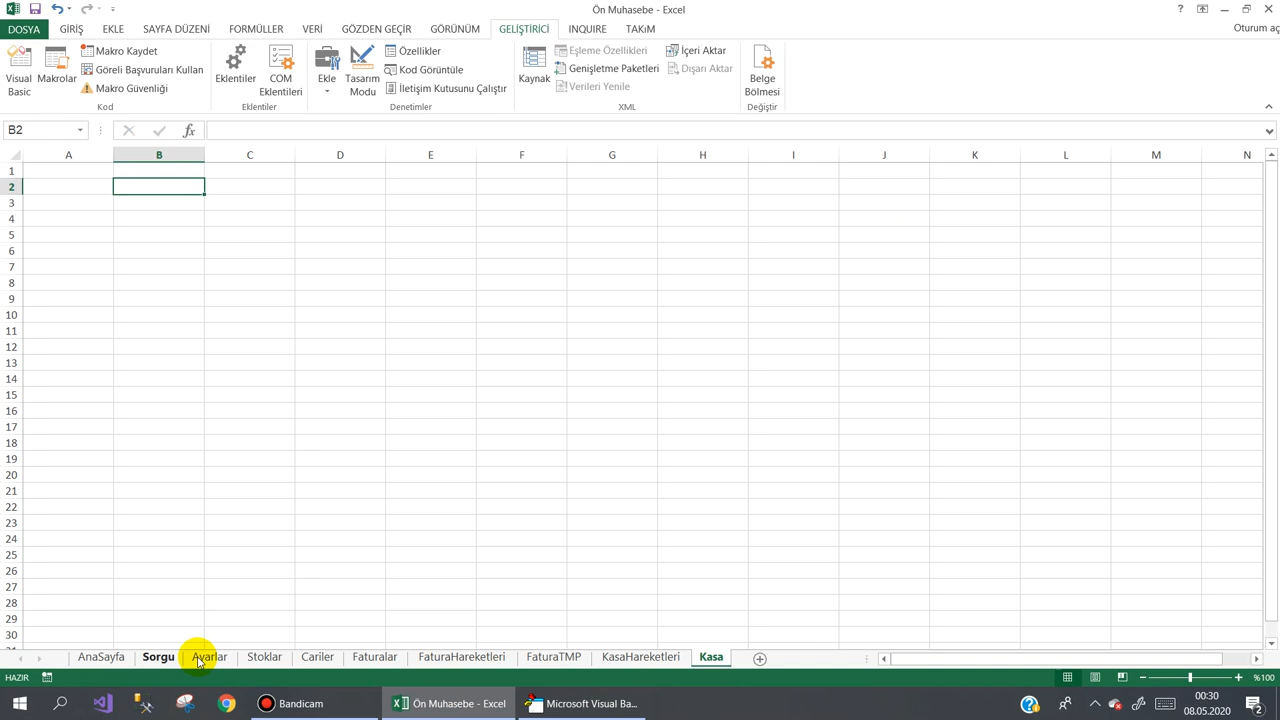 Ön Muhasebe - Excel
?
DOSYA GİRİŞ EKLE SAYFA DÜZENİ FORMÜLLER VERİ GÖZDEN GEÇİR GÖRÜNÜM GELİŞTİRİCİ INQUIRE TAKıM Oturum aç
Visual Basic
Makrolar
Makro Kaydet
Göreli Başvuruları Kullan
Makro Güvenliği
Kod
Eklentiler
COM Eklentileri
Eklentiler
Ekle
Tasarım Modu
Özellikler
Kod Görüntüle
İletişim Kutusunu Çalıştır
Denetimler
Kaynak
Eşleme Özellikleri
Genişletme Paketleri
Verileri Yenile
İçeri Aktar
Dışarı Aktar
XML
Belge Bölmesi
Değiştir
B2 fx
A B C D E F G H I J K L M N
1
2
3
4
5
6
7
8
9
10
11
12
13
14
15
16
17
18
19
20
21
22
23
24
25
26
27
28
29
30
AnaSayfa Sorgu Ayarlar Stoklar Cariler Faturalar FaturaHareketleri FaturaTMP KasaHareketleri Kasa
HAZIR %100
Bandicam Ön Muhasebe - Excel Microsoft Visual Ba... 00:30
08.05.2020
2